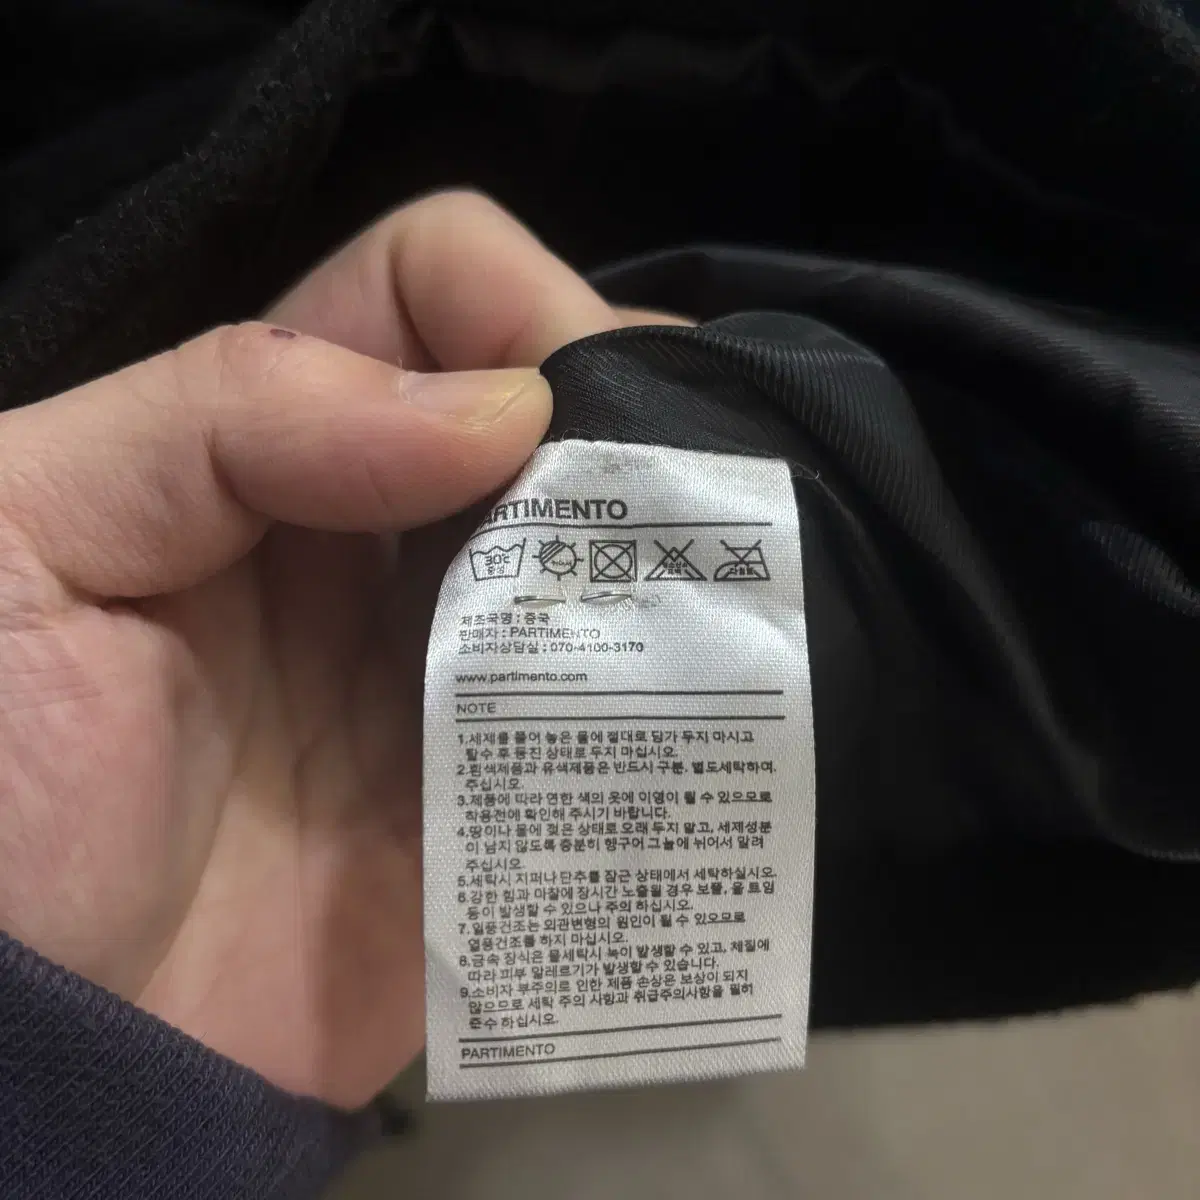 PARTIMENTO
30℃
중성
제조국명 : 중국
판매자 : PARTIMENTO
소비자상담실 : 070-4100-3170
www.partimento.com
NOTE
1.세제를 풀어 놓은 물에 절대로 담가 두지 마시고
탈수 후 뭉친 상태로 두지 마십시오.
2.흰색제품과 유색제품은 반드시 구분, 별도세탁하여
주십시오.
3.제품에 따라 연한 색의 옷에 이염이 될 수 있으므로
착용전에 확인해 주시기 바랍니다.
4.땀이나 물에 젖은 상태로 오래 두지 말고, 세제성분
이 남지 않도록 충분히 헹구어 그늘에 뉘어서 말려
주십시오.
5.세탁시 지퍼나 단추를 잠근 상태에서 세탁하십시오.
6.강한 힘과 마찰에 장시간 노출될 경우 보풀, 올 트임
등이 발생할 수 있으니 주의 하십시오.
7.열풍건조는 외관변형의 원인이 될 수 있으므로
열풍건조를 하지 마십시오.
8.금속 장식은 물세탁시 녹이 발생할 수 있고, 체질에
따라 피부 알레르기가 발생할 수 있습니다.
9.소비자 부주의로 인한 제품 손상은 보상이 되지
않으므로 세탁 주의 사항과 취급주의사항을 필히
준수 하십시오.
PARTIMENTO